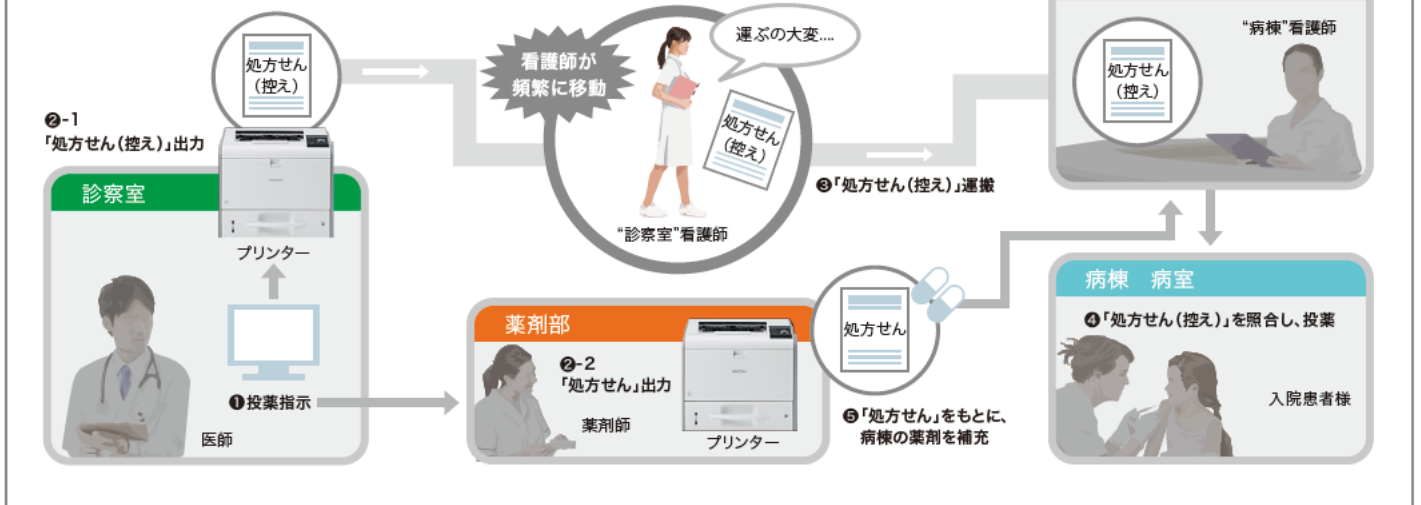 処方せん
(控え)
❷-1
「処方せん(控え)」出力
診察室
プリンター
❶投薬指示
医師
看護師が
頻繁に移動
運ぶの大変....
処方せん
(控え)
“診察室”看護師
❸「処方せん(控え)」運搬
“病棟”看護師
処方せん
(控え)
薬剤部
❷-2
「処方せん」出力
薬剤師
プリンター
処方せん
❺「処方せん」をもとに、
病棟の薬剤を補充
病棟　病室
❹「処方せん(控え)」を照合し、投薬
入院患者様